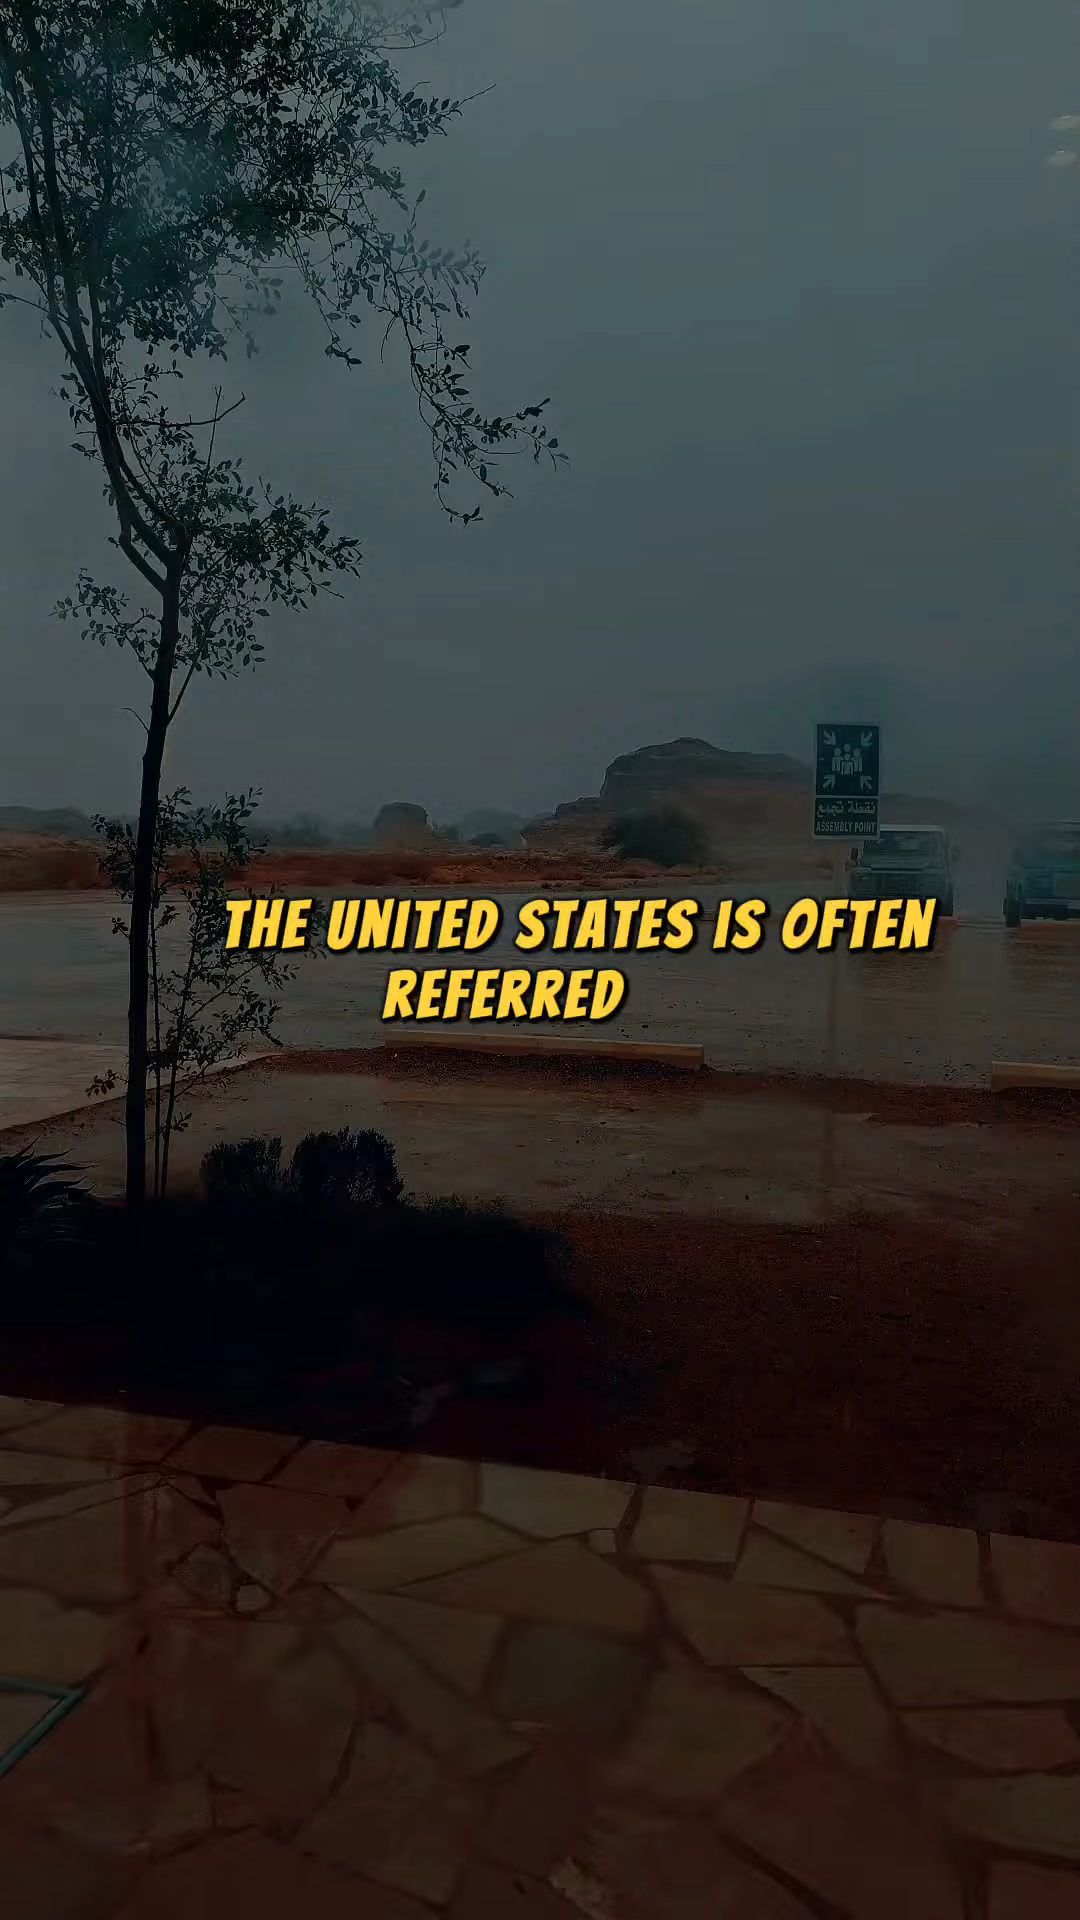 نقطة تجمع
ASSEMBLY POINT
THE UNITED STATES IS OFTEN
REFERRED